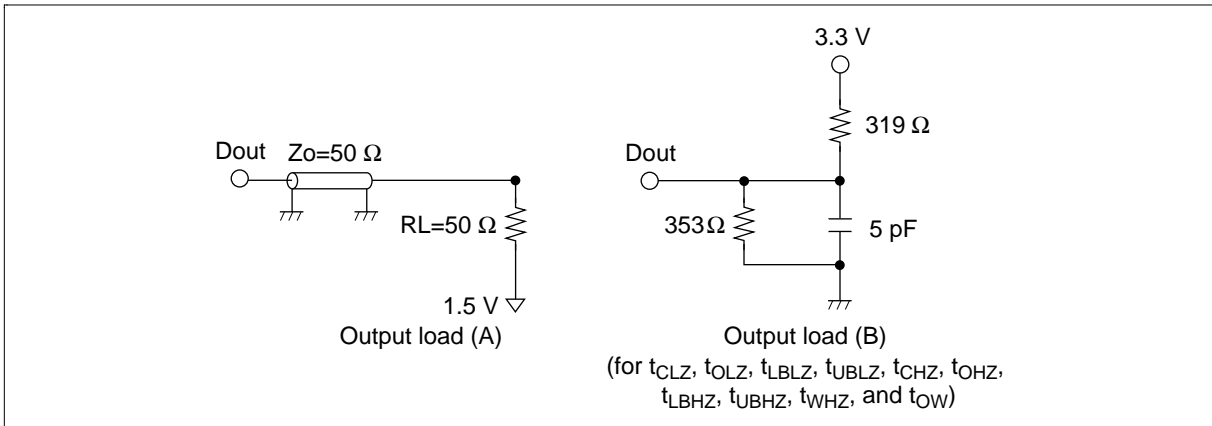 3.3 V
319 Ω
Dout
Zo=50 Ω
Dout
RL=50 Ω
353Ω
5 pF
1.5 V
Output load (A)
Output load (B)
(for tCLZ, tOLZ, tLBLZ, tUBLZ, tCHZ, tOHZ,
tLBHZ, tUBHZ, tWHZ, and tOW)